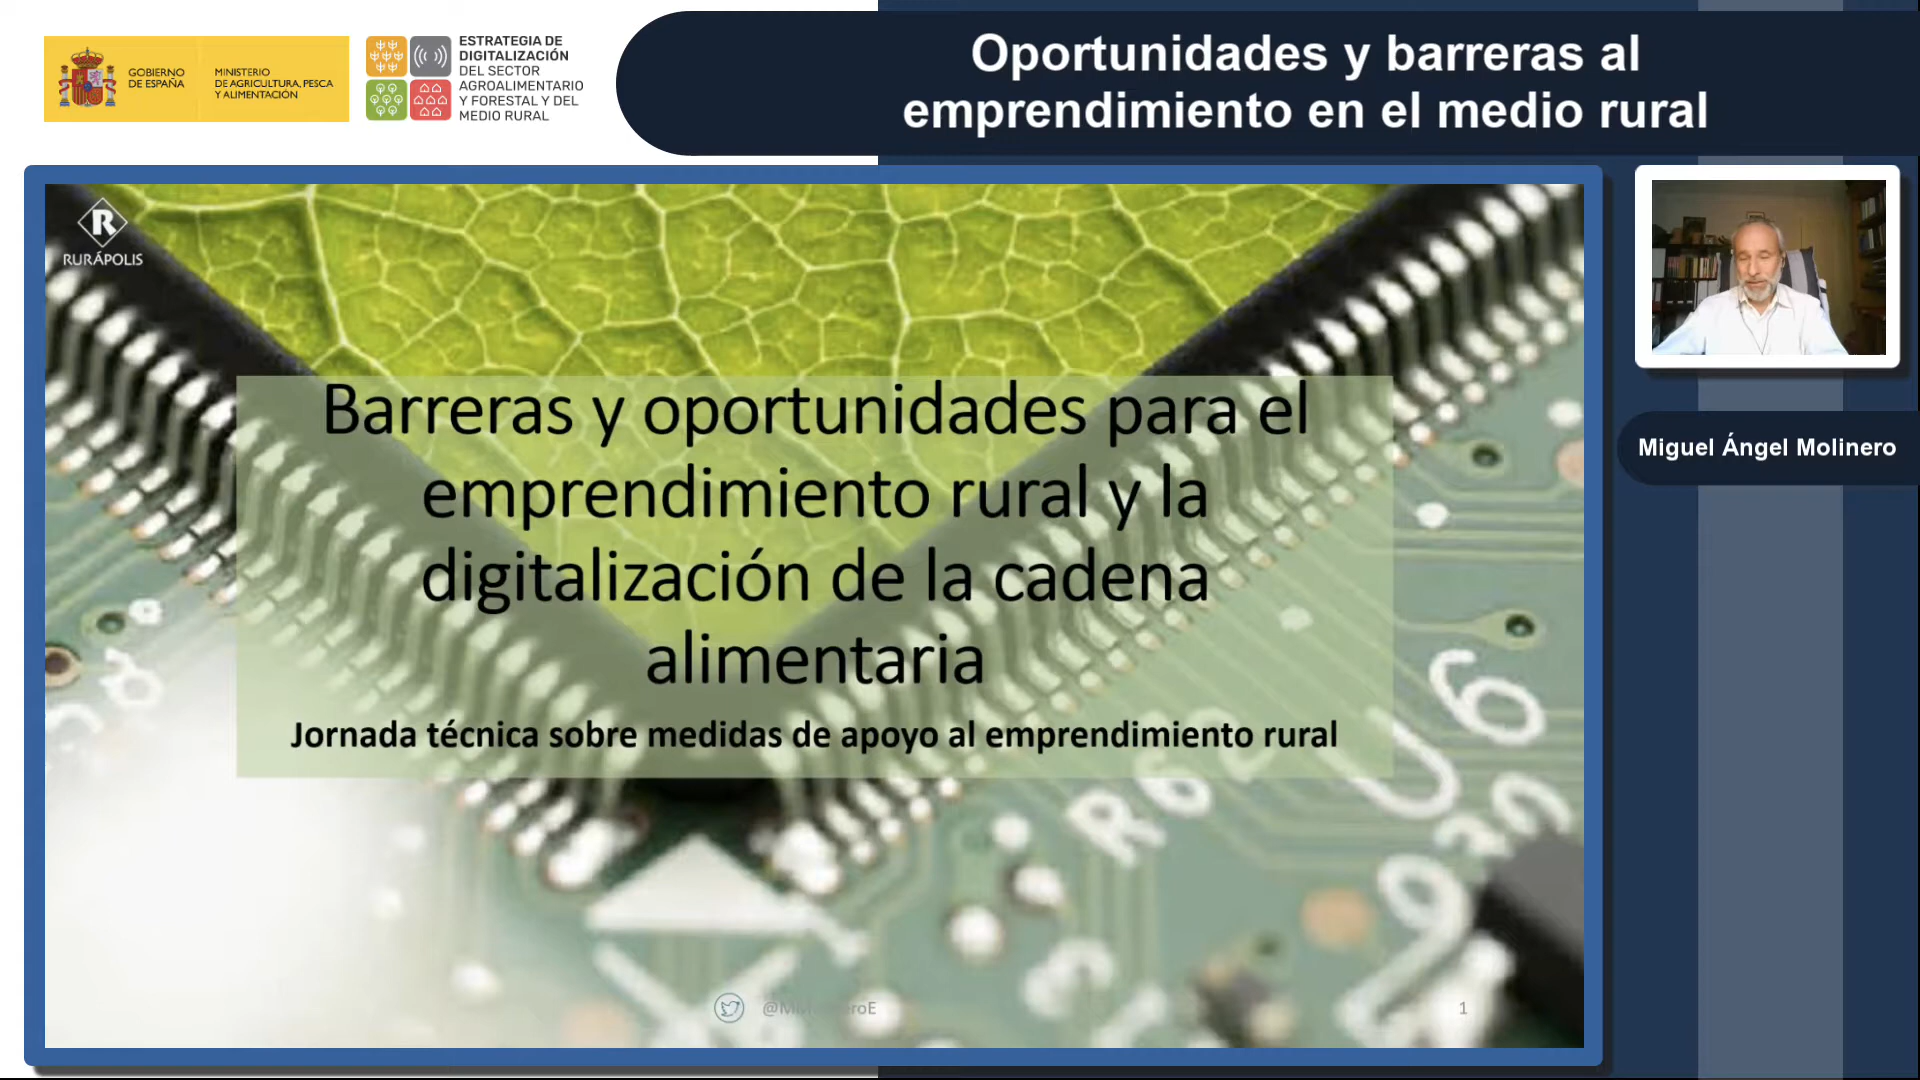 GOBIERNO
DE ESPAÑA
MINISTERIO
DE AGRICULTURA, PESCA
Y ALIMENTACIÓN
ESTRATEGIA DE
DIGITALIZACIÓN
DEL SECTOR
AGROALIMENTARIO
Y FORESTAL Y DEL
MEDIO RURAL
Oportunidades y barreras al
emprendimiento en el medio rural
R
RURÁPOLIS
Barreras y oportunidades para el
emprendimiento rural y la
digitalización de la cadena
alimentaria
Jornada técnica sobre medidas de apoyo al emprendimiento rural
1
Miguel Ángel Molinero